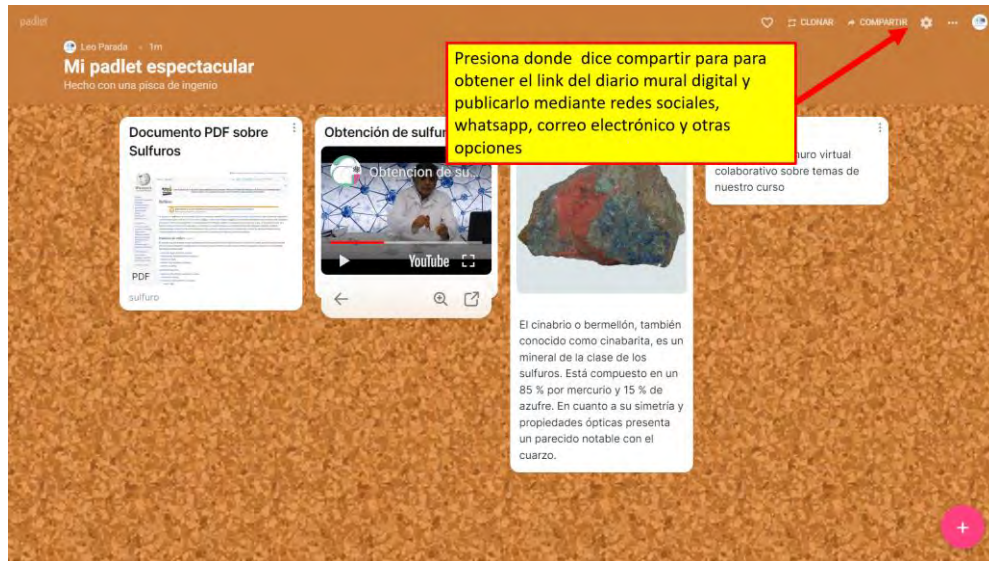 padlet
CLONAR
COMPARTIR
Leo Parada • 1m
Mi padlet espectacular
Hecho con una pisca de ingenio
Presiona donde dice compartir para para
obtener el link del diario mural digital y
publicarlo mediante redes sociales,
whatsapp, correo electrónico y otras
opciones
Documento PDF sobre
Sulfuros
PDF
sulfuro
Obtención de sulfur
Obtencion de su...
YouTube
El cinabrio o bermellón, también
conocido como cinabarita, es un
mineral de la clase de los
sulfuros. Está compuesto en un
85 % por mercurio y 15 % de
azufre. En cuanto a su simetría y
propiedades ópticas presenta
un parecido notable con el
cuarzo.
uro virtual
colaborativo sobre temas de
nuestro curso